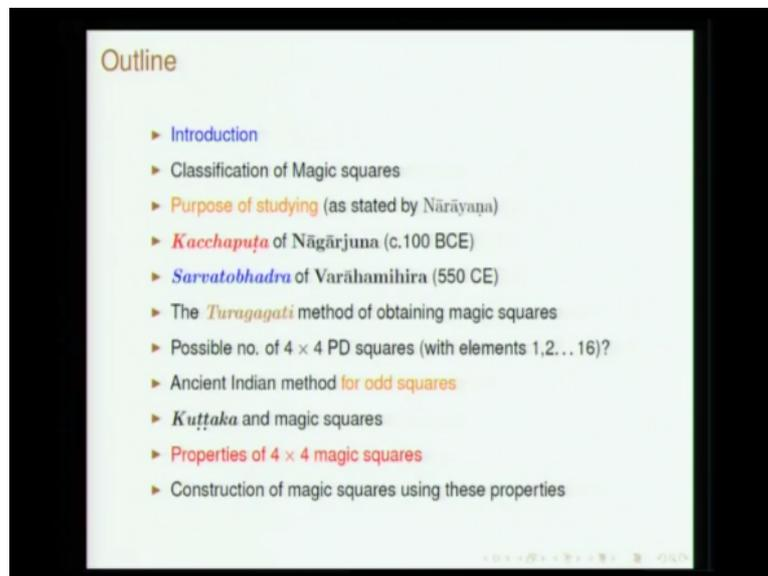 Outline
▶ Introduction
▶ Classification of Magic squares
▶ Purpose of studying (as stated by Nārāyaṇa)
▶ Kacchapuṭa of Nāgārjuna (c.100 BCE)
▶ Sarvatobhadra of Varāhamihira (550 CE)
▶ The Turagagati method of obtaining magic squares
▶ Possible no. of 4 × 4 PD squares (with elements 1,2...16)?
▶ Ancient Indian method for odd squares
▶ Kuṭṭaka and magic squares
▶ Properties of 4 × 4 magic squares
▶ Construction of magic squares using these properties